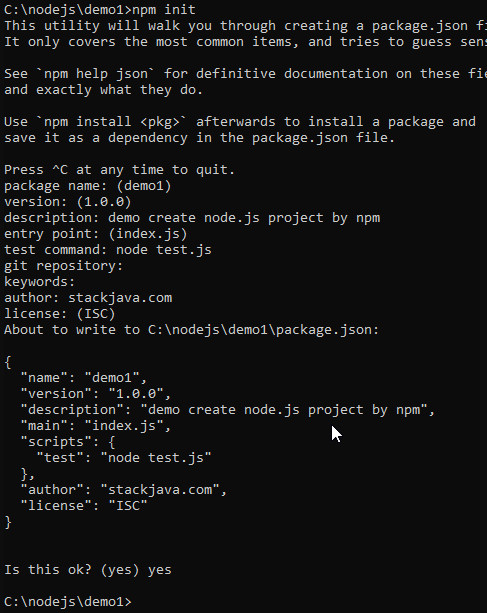 C:\nodejs\demo1>npm init
This utility will walk you through creating a package.json
It only covers the most common items, and tries to guess
See `npm help json` for definitive documentation on these
and exactly what they do.
Use `npm install <pkg>` afterwards to install a package and
save it as a dependency in the package.json file.
Press ^C at any time to quit.
package name: (demo1)
version: (1.0.0)
description: demo create node.js project by npm
entry point: (index.js)
test command: node test.js
git repository:
keywords:
author: stackjava.com
license: (ISC)
About to write to C:\nodejs\demo1\package.json:
{
  "name": "demo1",
  "version": "1.0.0",
  "description": "demo create node.js project by npm",
  "main": "index.js",
  "scripts": {
    "test": "node test.js"
  },
  "author": "stackjava.com",
  "license": "ISC"
}
Is this ok? (yes) yes
C:\nodejs\demo1>